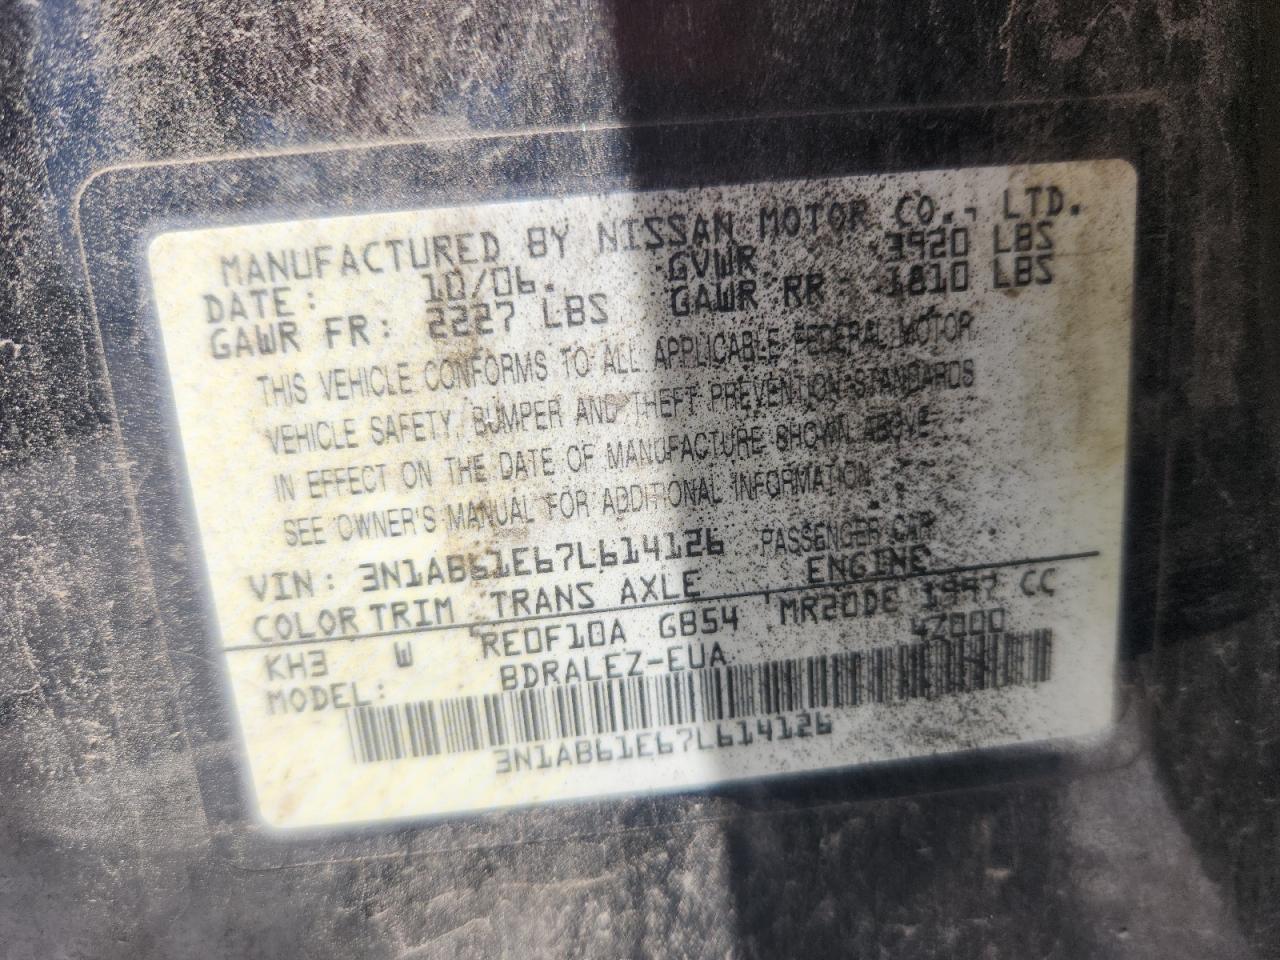 MANUFACTURED BY NISSAN MOTOR CO., LTD.
DATE: 10/06. GVWR 3920 LBS
GAWR FR: 2227 LBS GAWR RR 1810 LBS
THIS VEHICLE CONFORMS TO ALL APPLICABLE FEDERAL MOTOR
VEHICLE SAFETY, BUMPER AND THEFT PREVENTION STANDARDS
IN EFFECT ON THE DATE OF MANUFACTURE SHOWN ABOVE
SEE OWNER'S MANUAL FOR ADDITIONAL INFORMATION
VIN: 3N1AB61E67L614126 PASSENGER CAR
COLOR TRIM TRANS AXLE ENGINE
KH3 W RE0F10A GB54 MR20DE 1997 CC
MODEL: BDRALEZ-EUA 4Z000
3N1AB61E67L614126